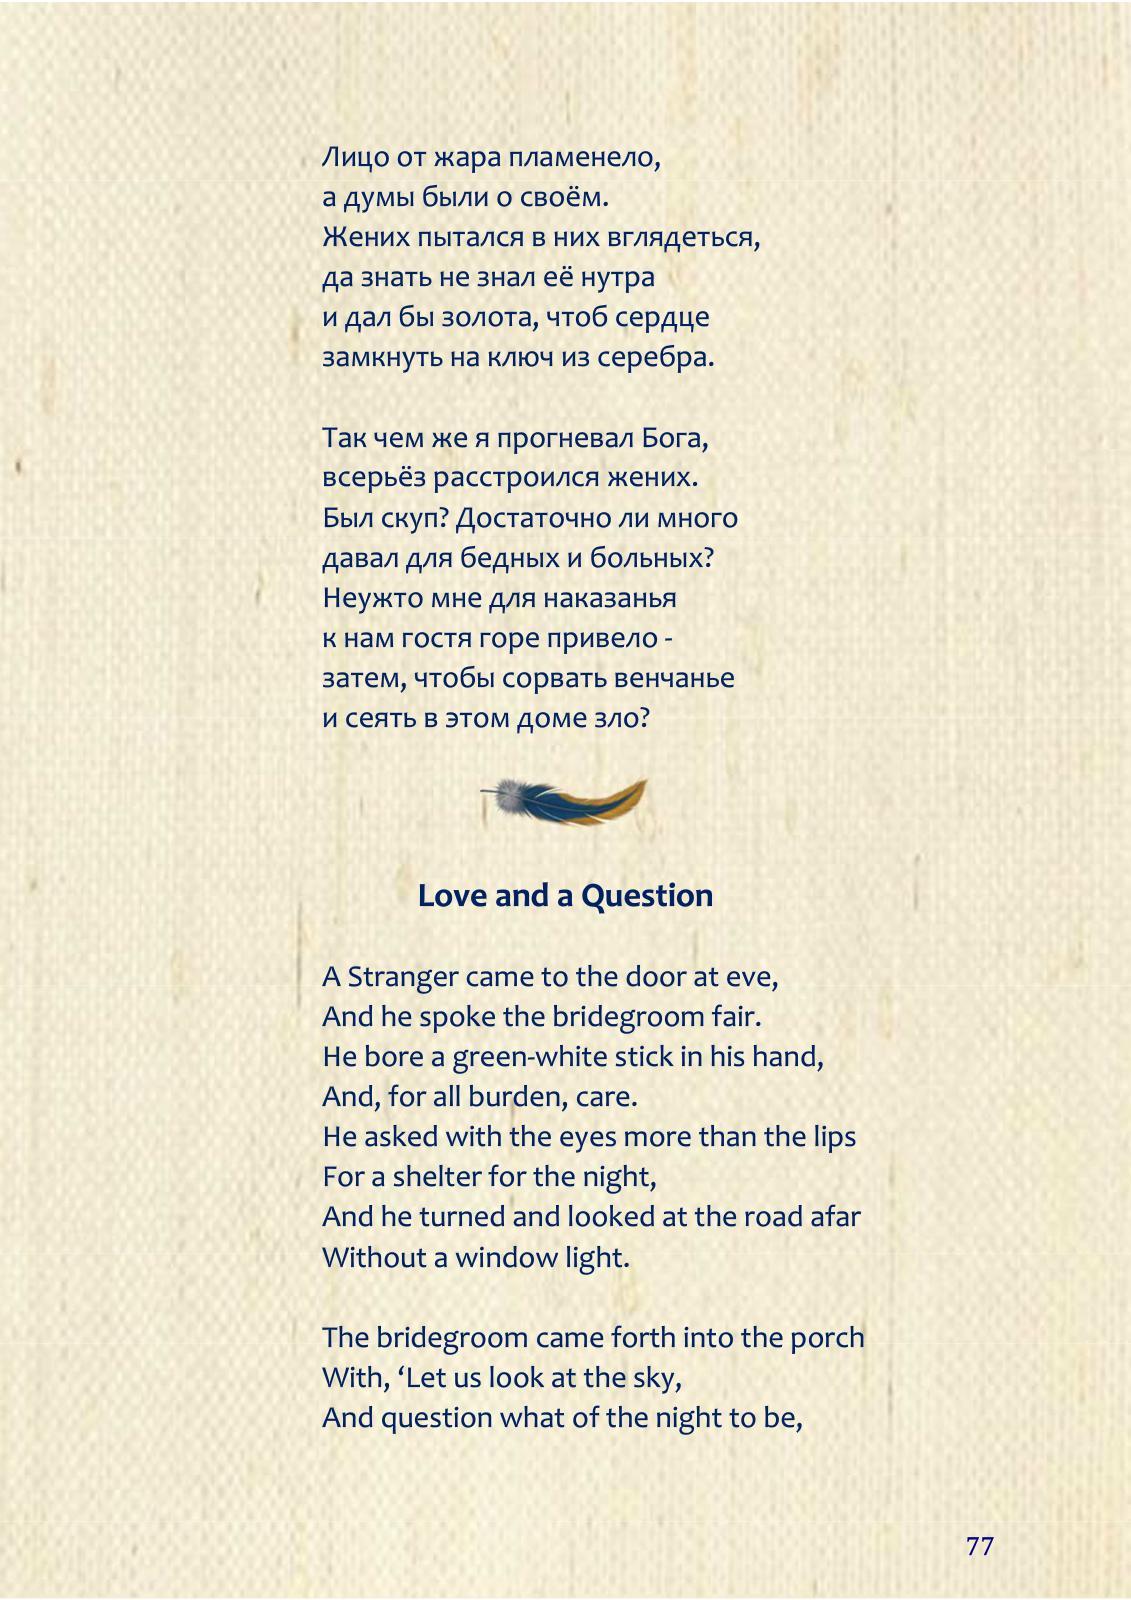 Лицо от жара пламенело,
а думы были о своём.
Жених пытался в них вглядеться,
да знать не знал её нутра
и дал бы золота, чтоб сердце
замкнуть на ключ из серебра.

Так чем же я прогневал Бога,
всерьёз расстроился жених.
Был скуп? Достаточно ли много
давал для бедных и больных?
Неужто мне для наказанья
к нам гостя горе привело -
затем, чтобы сорвать венчанье
и сеять в этом доме зло?

Love and a Question

A Stranger came to the door at eve,
And he spoke the bridegroom fair.
He bore a green-white stick in his hand,
And, for all burden, care.
He asked with the eyes more than the lips
For a shelter for the night,
And he turned and looked at the road afar
Without a window light.

The bridegroom came forth into the porch
With, ‘Let us look at the sky,
And question what of the night to be,

77